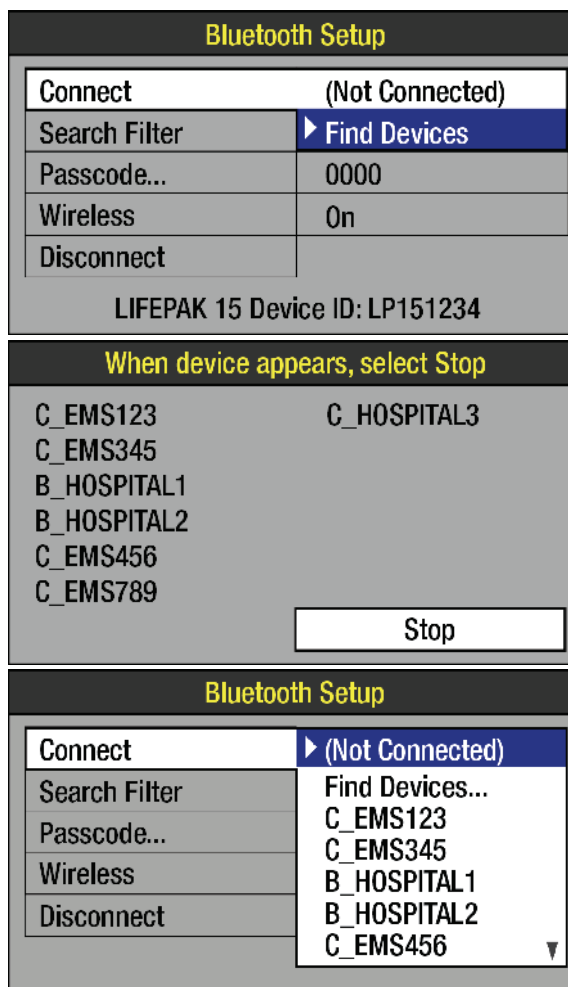 Bluetooth Setup
Connect (Not Connected)
Search Filter Find Devices
Passcode... 0000
Wireless On
Disconnect
LIFEPAK 15 Device ID: LP151234
When device appears, select Stop
C_EMS123 C_HOSPITAL3
C_EMS345
B_HOSPITAL1
B_HOSPITAL2
C_EMS456
C_EMS789
Stop
Bluetooth Setup
Connect (Not Connected)
Search Filter Find Devices...
Passcode... C_EMS123
C_EMS345
Wireless B_HOSPITAL1
Disconnect B_HOSPITAL2
C_EMS456